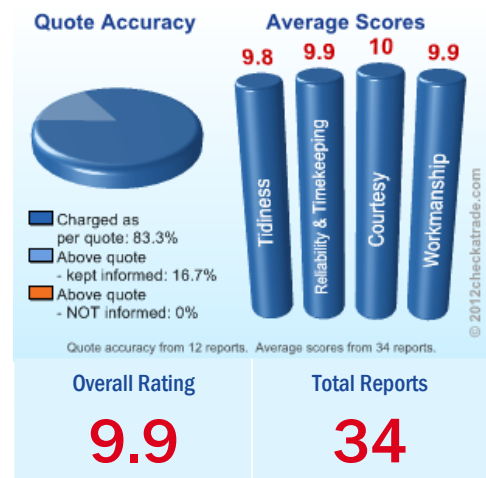 Quote Accuracy
Average Scores
9.8
9.9
10
9.9
Tidiness
Reliability & Timekeeping
Courtesy
Workmanship
Charged as
per quote: 83.3%
Above quote
- kept informed: 16.7%
Above quote
- NOT informed: 0%
© 2012checkatrade.com
Quote accuracy from 12 reports. Average scores from 34 reports.
Overall Rating
9.9
Total Reports
34